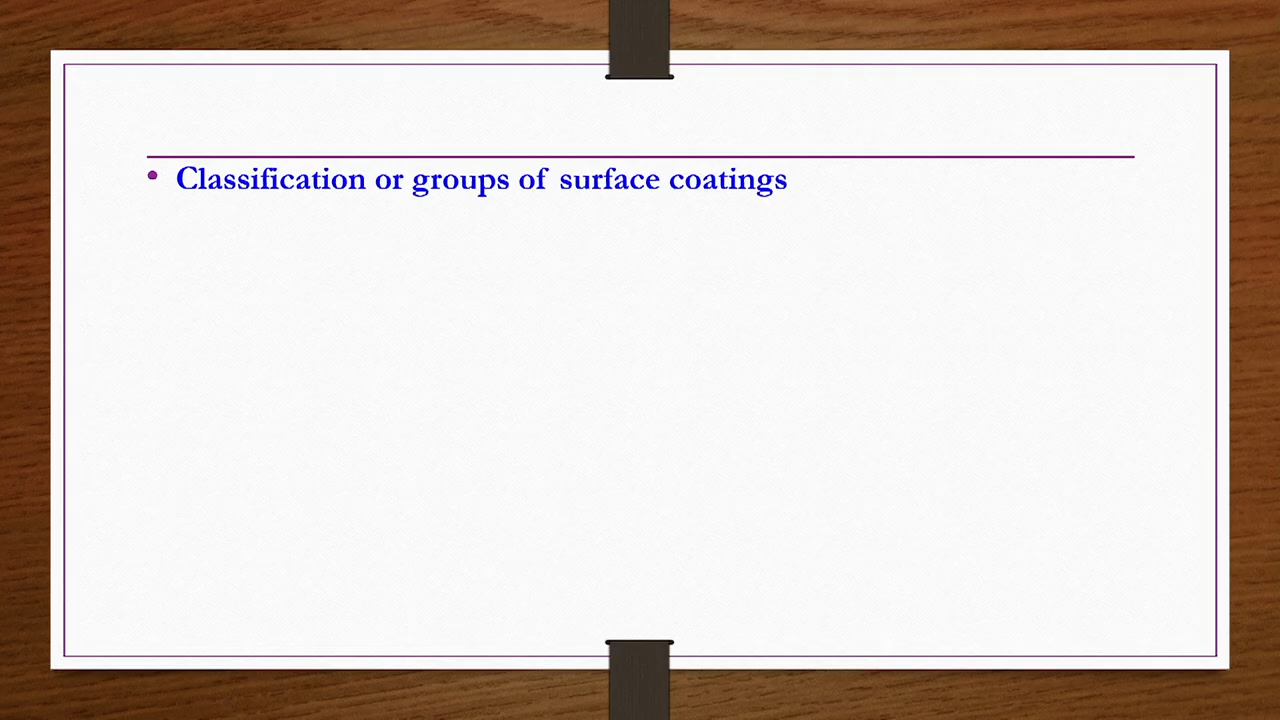 • Classification or groups of surface coatings